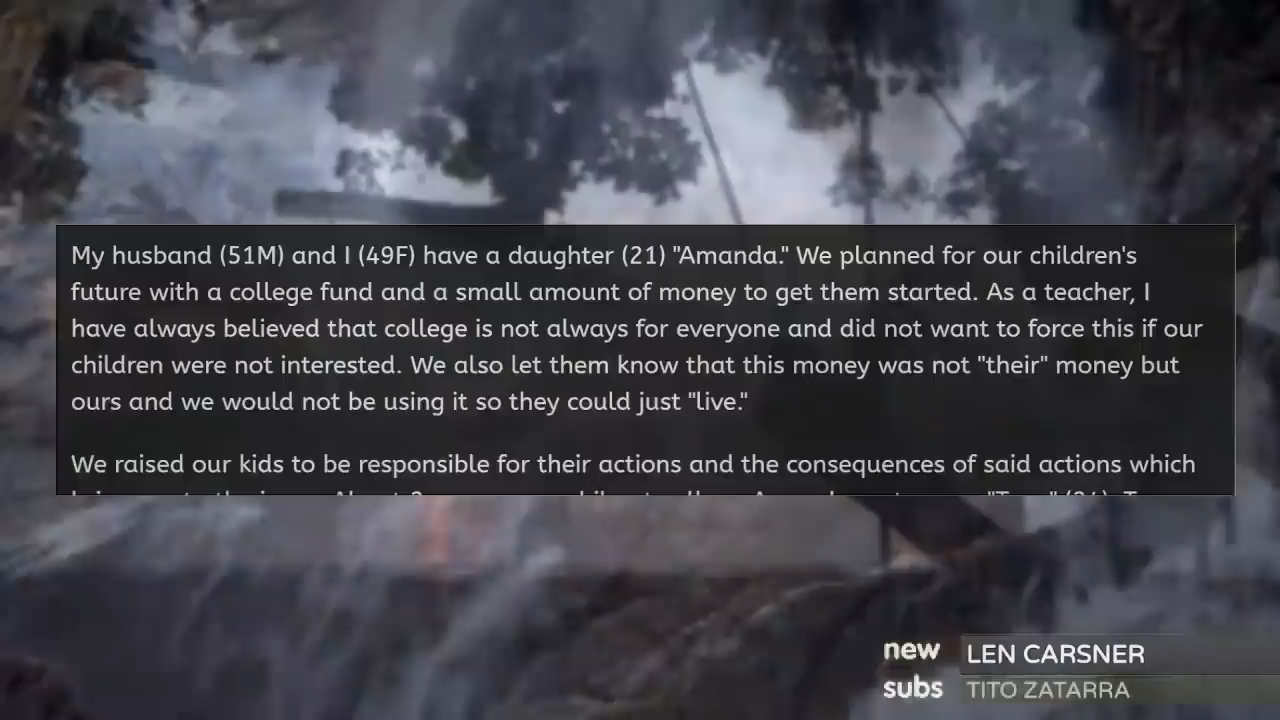 My husband (51M) and I (49F) have a daughter (21) "Amanda." We planned for our children's
future with a college fund and a small amount of money to get them started. As a teacher, I
have always believed that college is not always for everyone and did not want to force this if our
children were not interested. We also let them know that this money was not "their" money but
ours and we would not be using it so they could just "live."
We raised our kids to be responsible for their actions and the consequences of said actions which
new LEN CARSNER
subs TITO ZATARRA